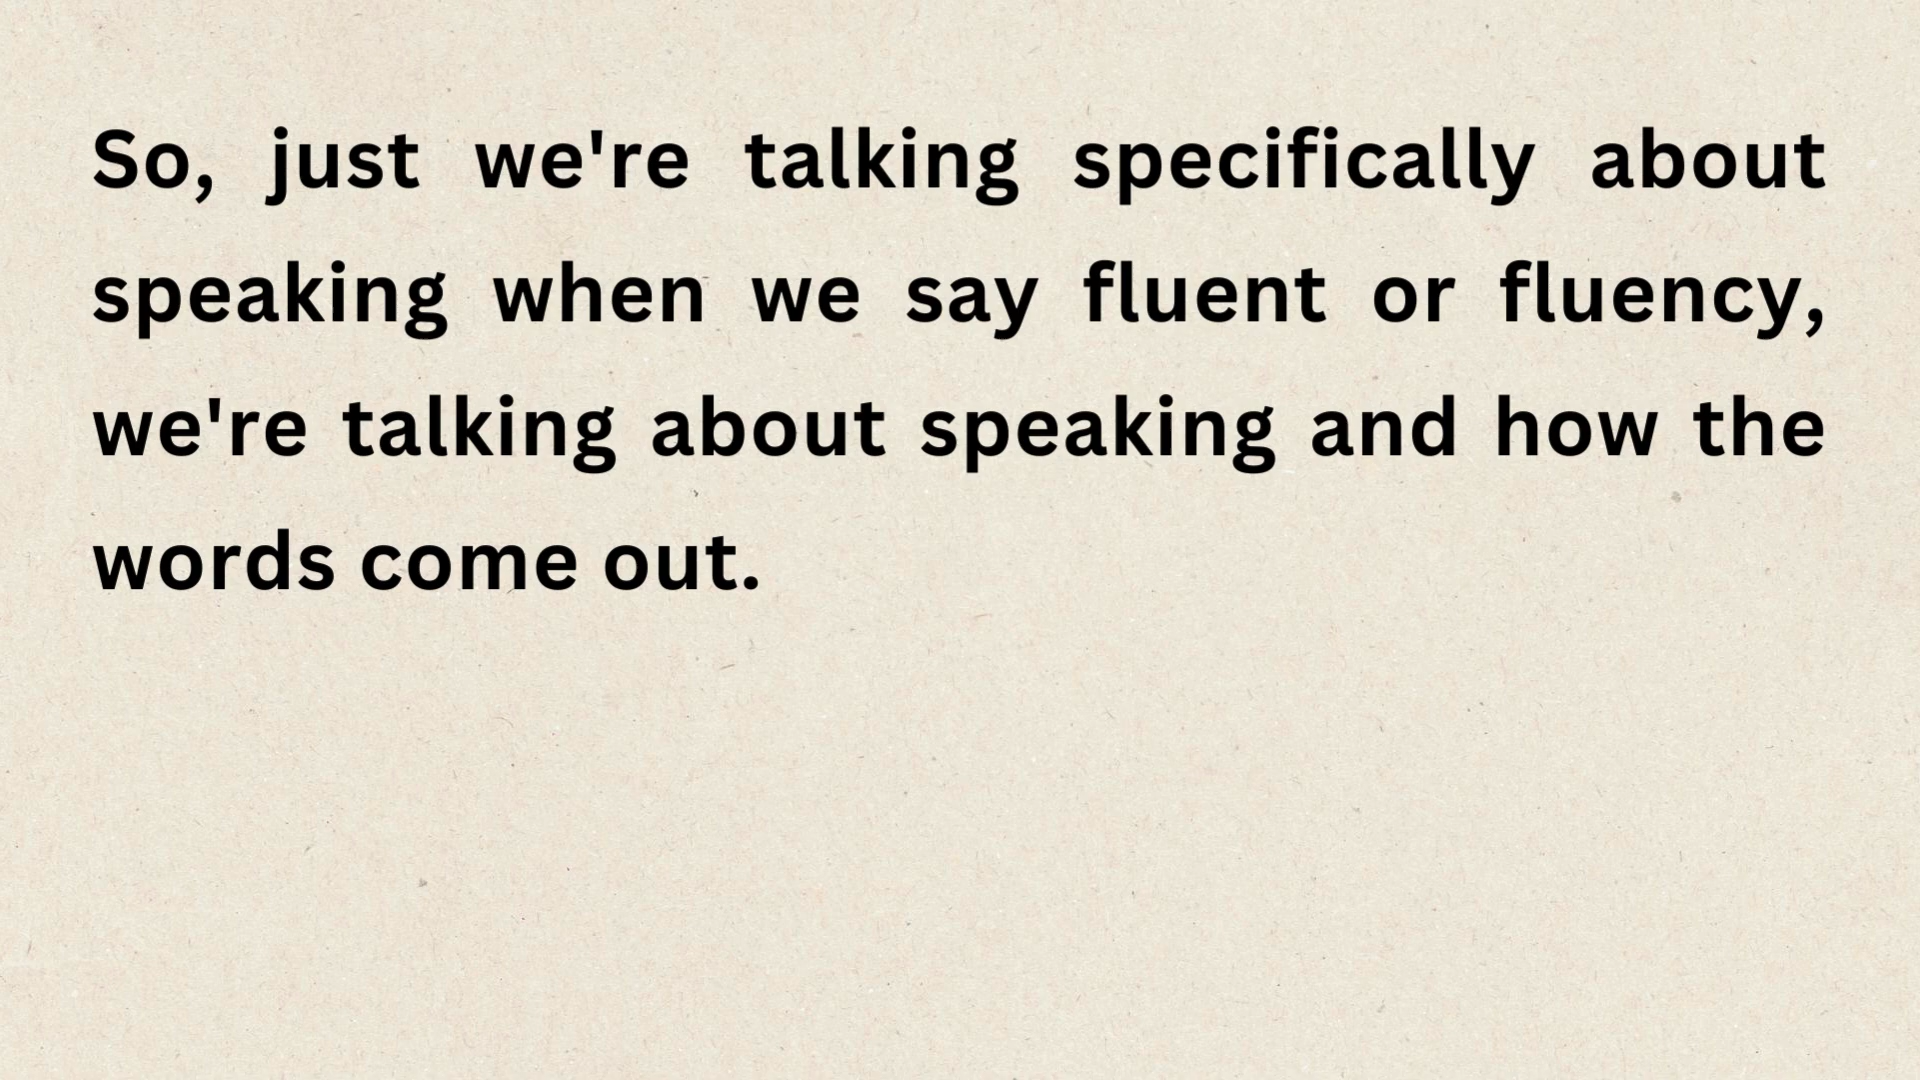 So, just we're talking specifically about
speaking when we say fluent or fluency,
we're talking about speaking and how the
words come out.